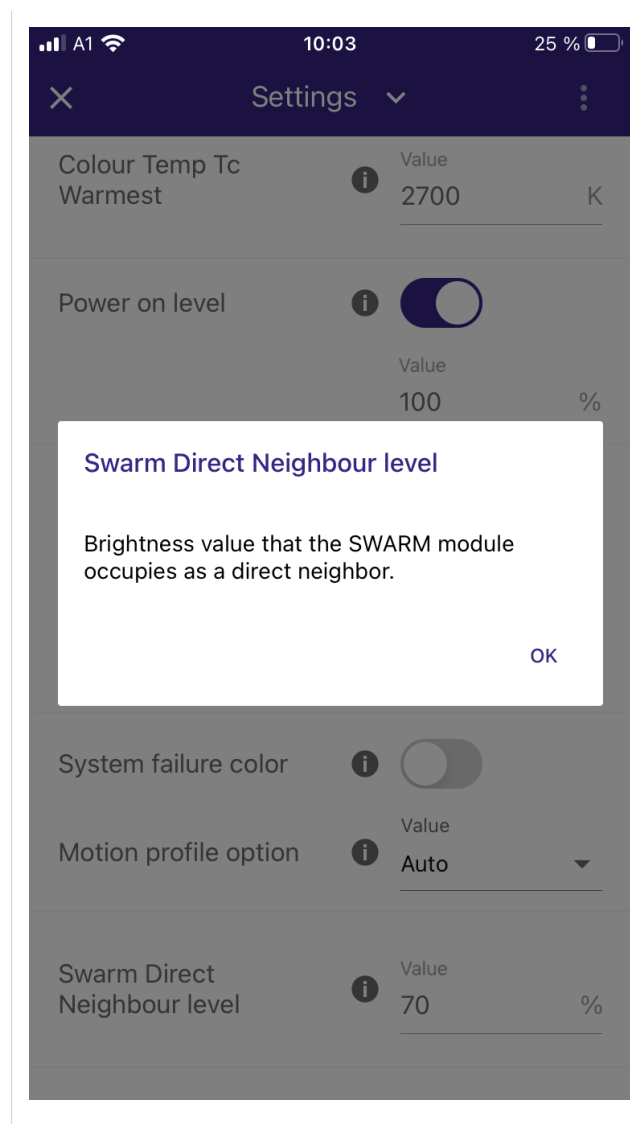 A1 10:03 25 %
Settings
Colour Temp Tc
Warmest
Value
2700 K
Power on level
Value
100 %
Swarm Direct Neighbour level
Brightness value that the SWARM module
occupies as a direct neighbor.
OK
System failure color
Motion profile option
Value
Auto
Swarm Direct
Neighbour level
Value
70 %